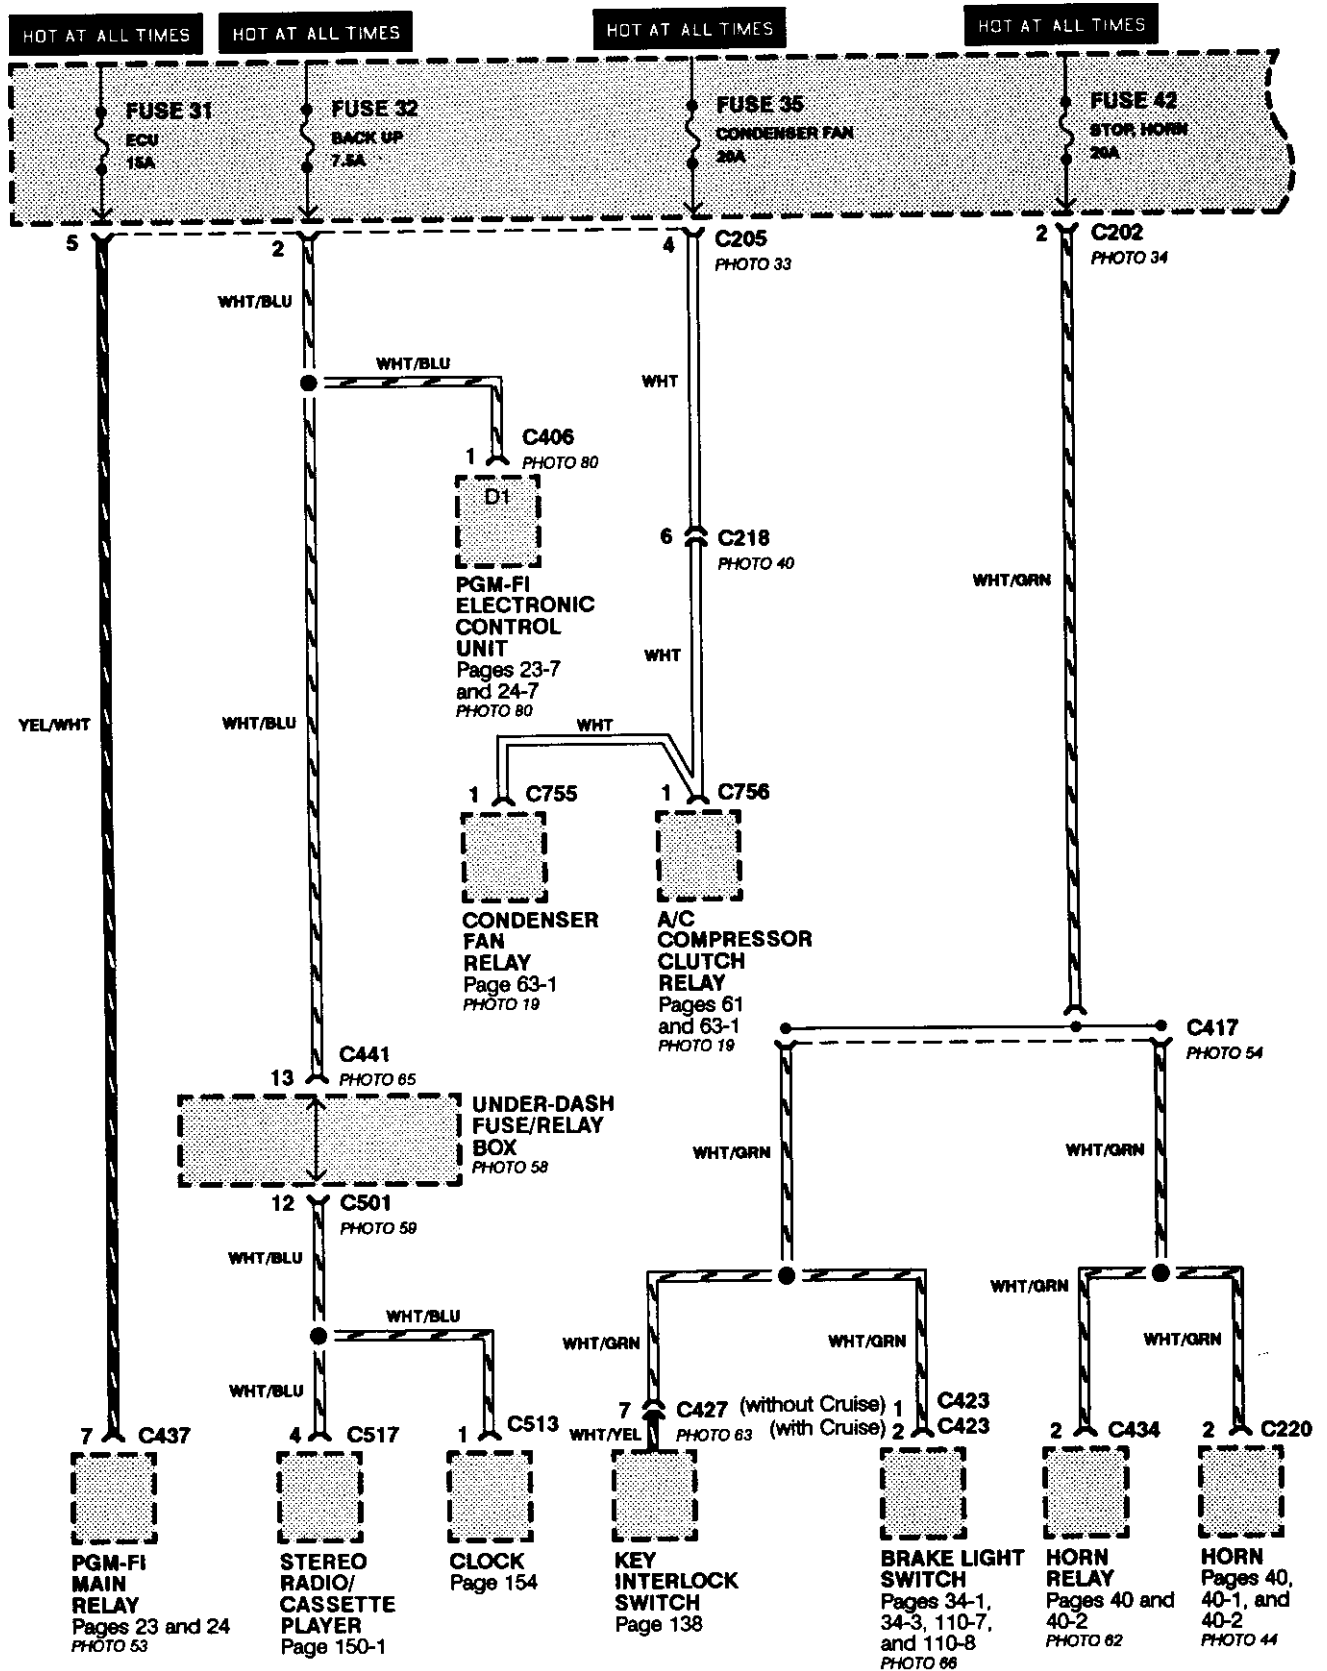 HOT AT ALL TIMES
HOT AT ALL TIMES
HOT AT ALL TIMES
HOT AT ALL TIMES
FUSE 31
ECU
15A
FUSE 32
BACK UP
7.5A
FUSE 35
CONDENSER FAN
20A
FUSE 42
STOP, HORN
20A
5
2
4
C205
PHOTO 33
2
C202
PHOTO 34
WHT/BLU
WHT/BLU
WHT
1
C406
PHOTO 80
D1
PGM-FI
ELECTRONIC
CONTROL
UNIT
Pages 23-7
and 24-7
PHOTO 80
6
C218
PHOTO 40
WHT/GRN
WHT
YEL/WHT
WHT/BLU
WHT
1
C755
1
C756
CONDENSER
FAN
RELAY
Page 63-1
PHOTO 19
A/C
COMPRESSOR
CLUTCH
RELAY
Pages 61
and 63-1
PHOTO 19
C417
PHOTO 54
13
C441
PHOTO 65
UNDER-DASH
FUSE/RELAY
BOX
PHOTO 58
WHT/GRN
WHT/GRN
12
C501
PHOTO 59
WHT/BLU
WHT/BLU
WHT/GRN
WHT/GRN
WHT/GRN
WHT/GRN
WHT/BLU
7
C437
4
C517
1
C513
7
C427
PHOTO 63
WHT/YEL
(without Cruise) 1 C423
(with Cruise) 2 C423
2
C434
2
C220
PGM-FI
MAIN
RELAY
Pages 23 and 24
PHOTO 53
STEREO
RADIO/
CASSETTE
PLAYER
Page 150-1
CLOCK
Page 154
KEY
INTERLOCK
SWITCH
Page 138
BRAKE LIGHT
SWITCH
Pages 34-1,
34-3, 110-7,
and 110-8
PHOTO 66
HORN
RELAY
Pages 40 and
40-2
PHOTO 62
HORN
Pages 40,
40-1, and
40-2
PHOTO 44